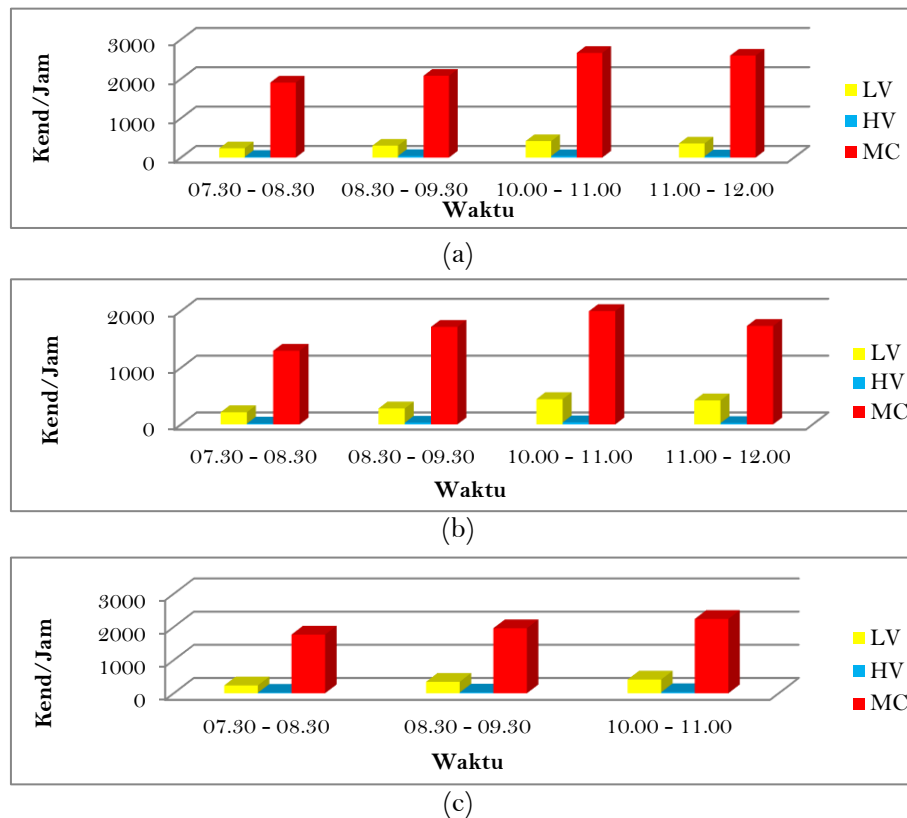 Kend/Jam
3000
2000
1000
0
07.30 - 08.30
08.30 - 09.30
10.00 - 11.00
11.00 - 12.00
Waktu
LV
HV
MC
(a)
Kend/Jam
2000
1000
0
07.30 - 08.30
08.30 - 09.30
10.00 - 11.00
11.00 - 12.00
Waktu
LV
HV
MC
(b)
Kend/Jam
3000
2000
1000
0
07.30 - 08.30
08.30 - 09.30
10.00 - 11.00
Waktu
LV
HV
MC
(c)